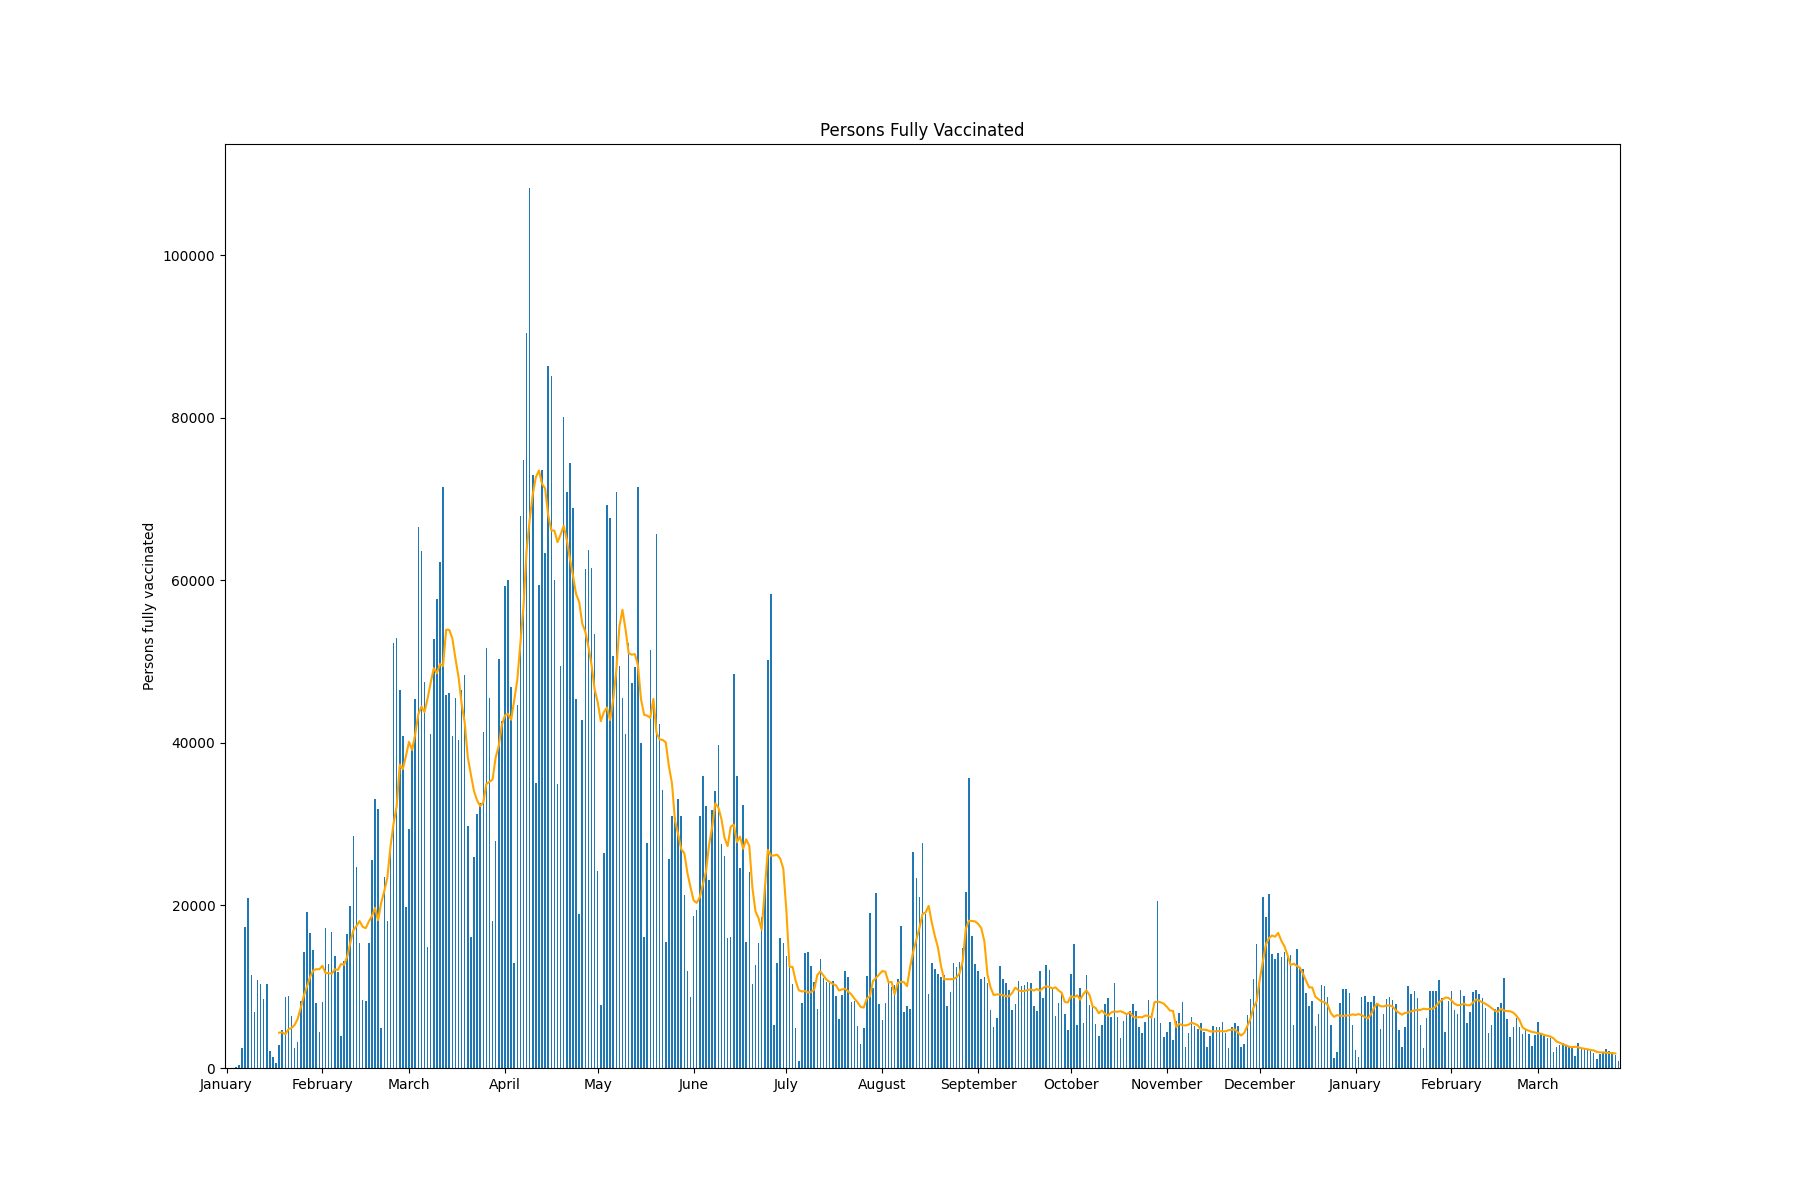 Persons Fully Vaccinated
Persons fully vaccinated
100000
80000
60000
40000
20000
0
January February March April May June July August September October November December January February March